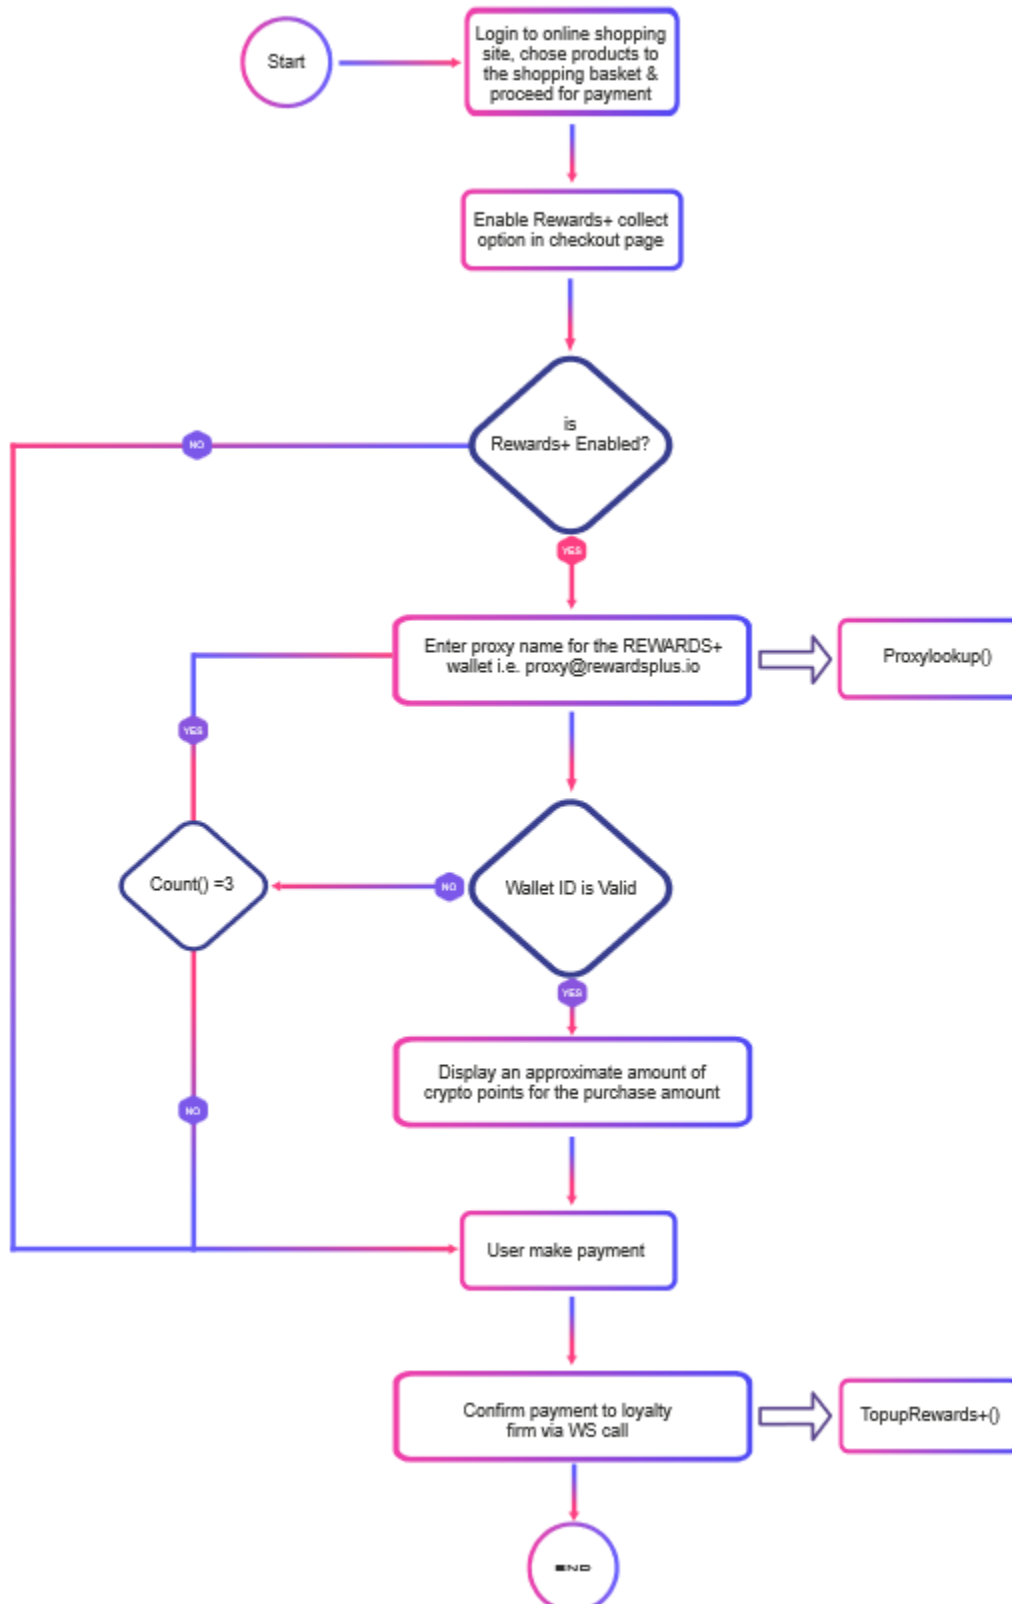 Start
Login to online shopping
site, chose products to
the shopping basket &
proceed for payment
Enable Rewards+ collect
option in checkout page
is
Rewards+ Enabled?
NO
YES
Enter proxy name for the REWARDS+
wallet i.e. proxy@rewardsplus.io
Proxylookup()
YES
Count() =3
NO
Wallet ID is Valid
YES
Display an approximate amount of
crypto points for the purchase amount
NO
User make payment
Confirm payment to loyalty
firm via WS call
TopupRewards+()
END